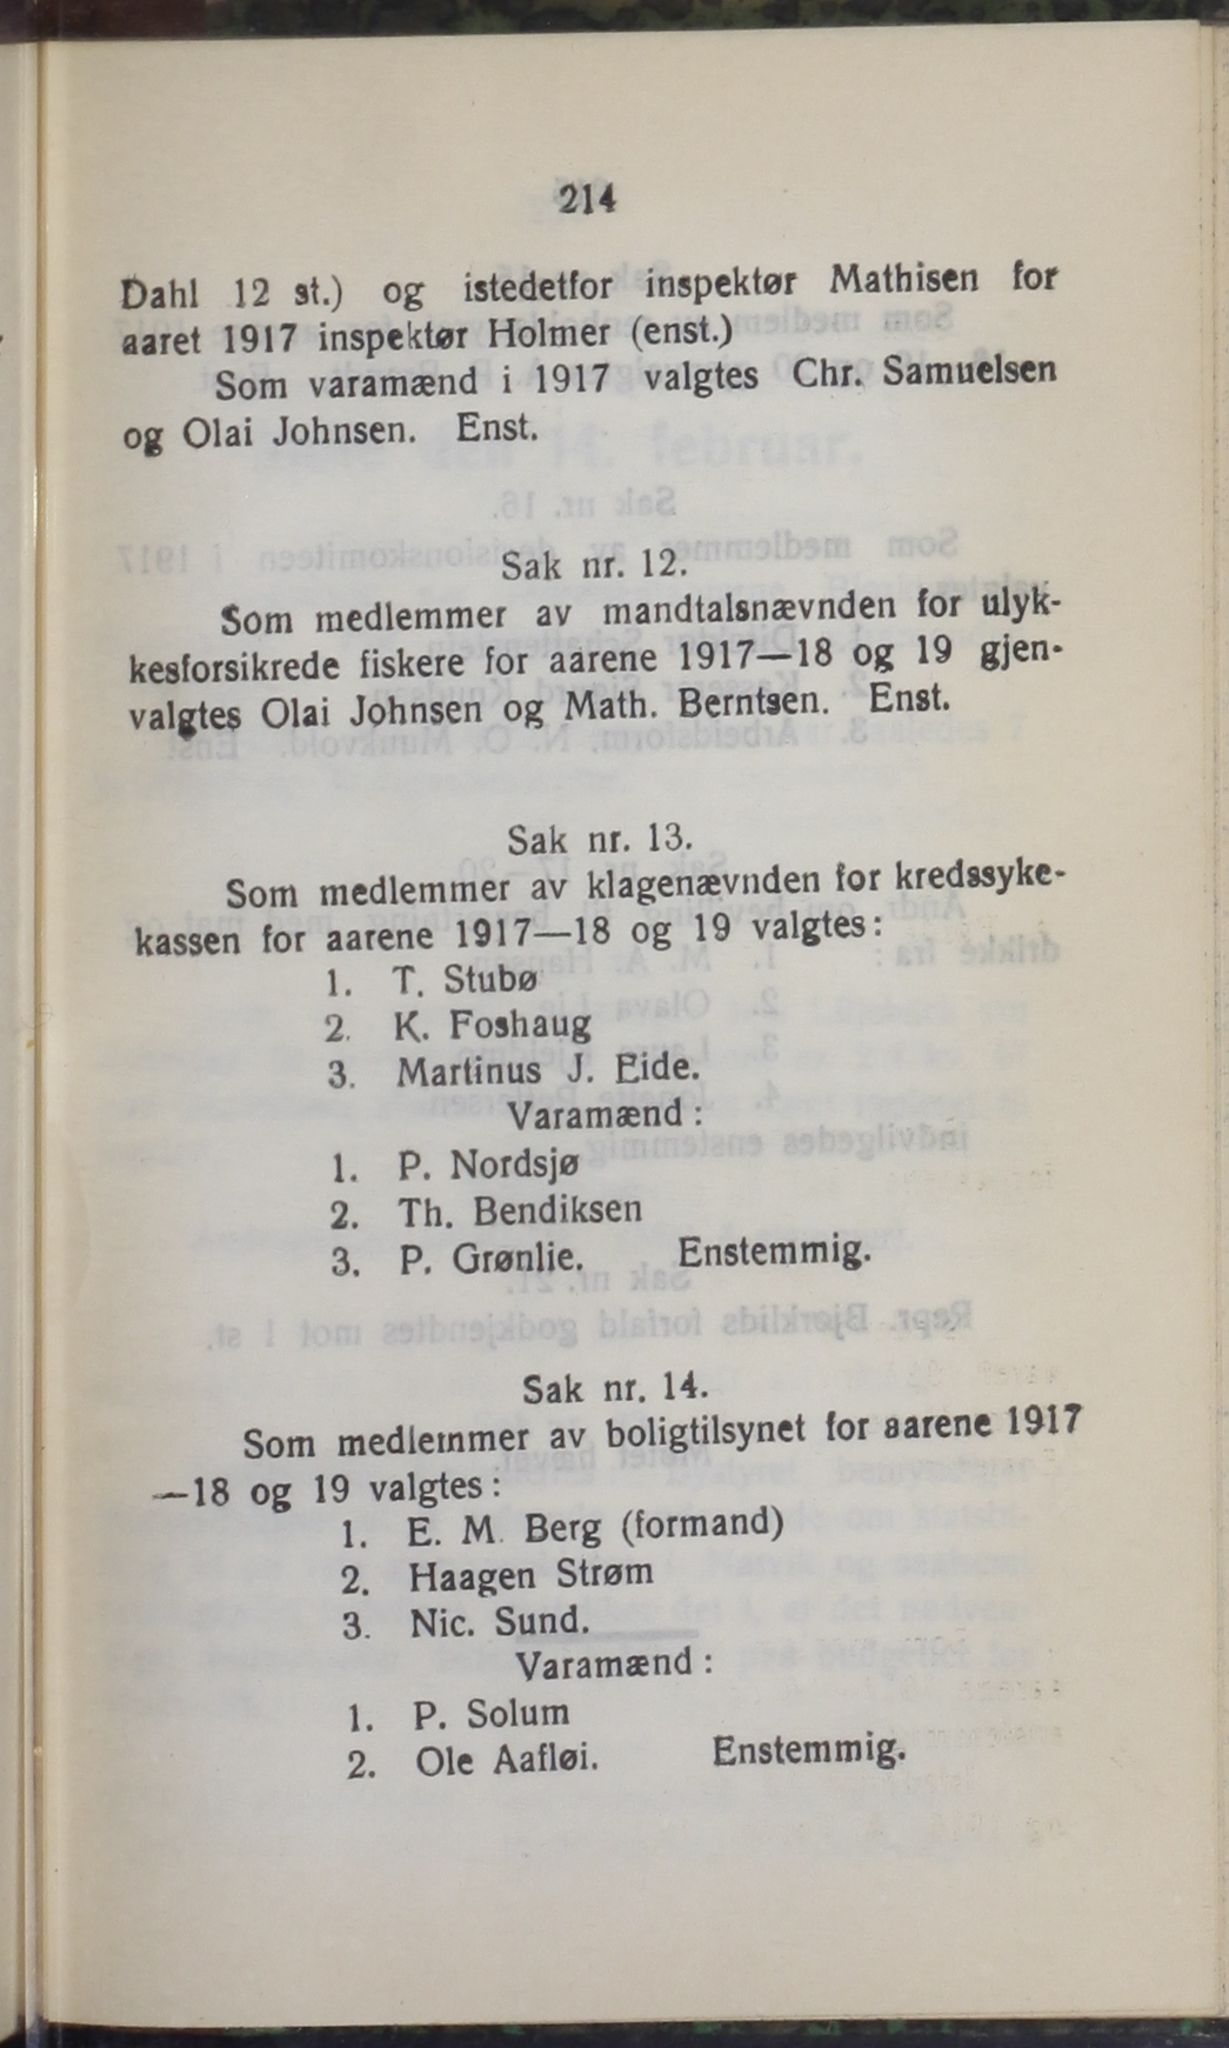 214
Dahl 12 st.) og istedetfor inspektør Mathisen for
aaret 1917 inspektør Holmer (enst.)
Som varamænd i 1917 valgtes Chr. Samuelsen
og Olai Johnsen. Enst.
Sak nr. 12.
Som medlemmer av mandtalsnævnden for ulyk-
kesforsikrede fiskere for aarene 1917—18 og 19 gjen-
valgtes Olai Johnsen og Math. Berntsen. Enst.
Sak nr. 13.
Som medlemmer av klagenævnden for kredssyke-
kassen for aarene 1917—18 og 19 valgtes:
1. T. Stubø
2. K. Foshaug
3. Martinus J. Eide.
Varamænd:
1. P. Nordsjø
2. Th. Bendiksen
3. P. Grønlie. Enstemmig.
Sak nr. 14.
Som medlemmer av boligtilsynet for aarene 1917
—18 og 19 valgtes:
1. E. M. Berg (formand)
2. Haagen Strøm
3. Nic. Sund.
Varamænd:
1. P. Solum
2. Ole Aafløi. Enstemmig.